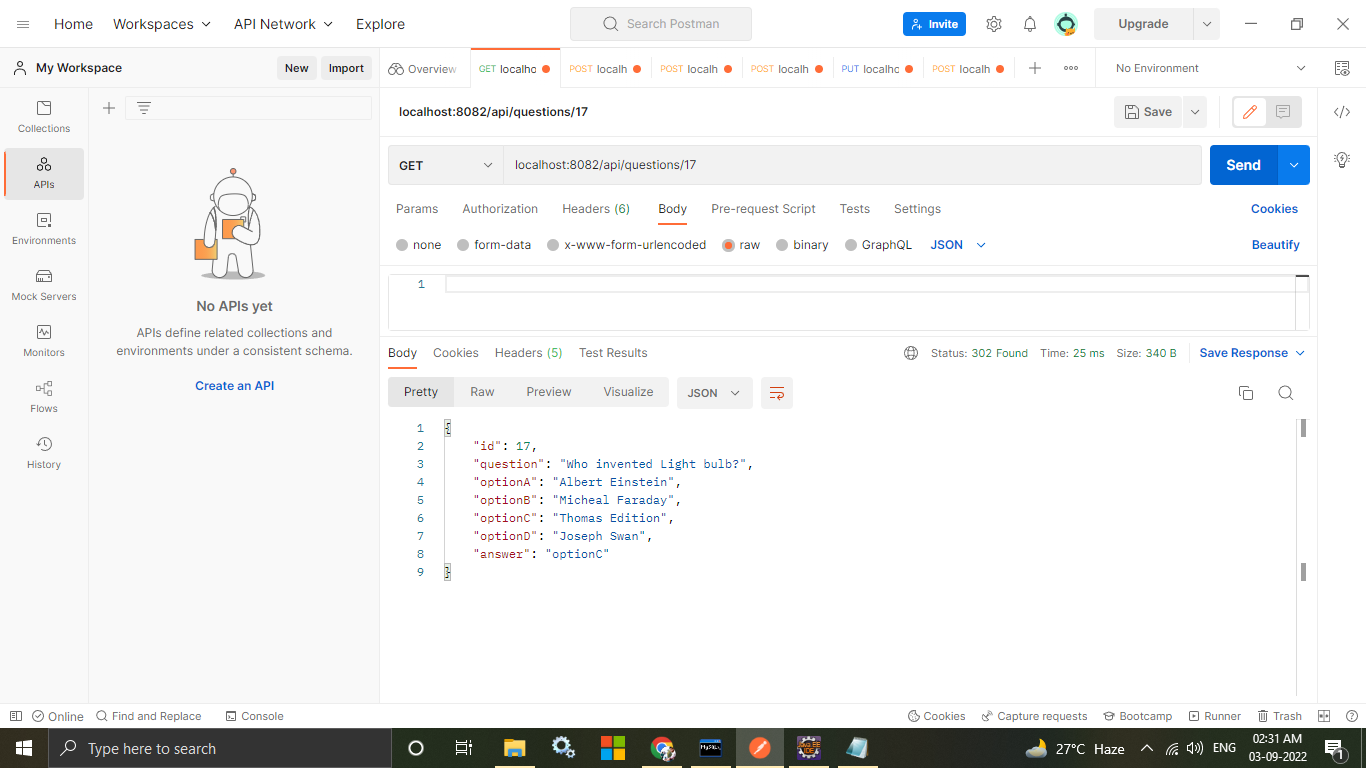 Home Workspaces API Network Explore Search Postman Invite Upgrade
My Workspace New Import Overview GET localhc POST localh POST localh POST localh PUT localhc POST localh No Environment
Collections
APIs
Environments
Mock Servers
Monitors
Flows
History
No APIs yet
APIs define related collections and
environments under a consistent schema.
Create an API
localhost:8082/api/questions/17 Save
GET localhost:8082/api/questions/17 Send
Params Authorization Headers (6) Body Pre-request Script Tests Settings Cookies
none form-data x-www-form-urlencoded raw binary GraphQL JSON Beautify
1
Body Cookies Headers (5) Test Results Status: 302 Found Time: 25 ms Size: 340 B Save Response
Pretty Raw Preview Visualize JSON
1 {
2 "id": 17,
3 "question": "Who invented Light bulb?",
4 "optionA": "Albert Einstein",
5 "optionB": "Micheal Faraday",
6 "optionC": "Thomas Edition",
7 "optionD": "Joseph Swan",
8 "answer": "optionC"
9 }
Online Find and Replace Console Cookies Capture requests Bootcamp Runner Trash
Type here to search 27°C Haze ENG 02:31 AM
03-09-2022 1